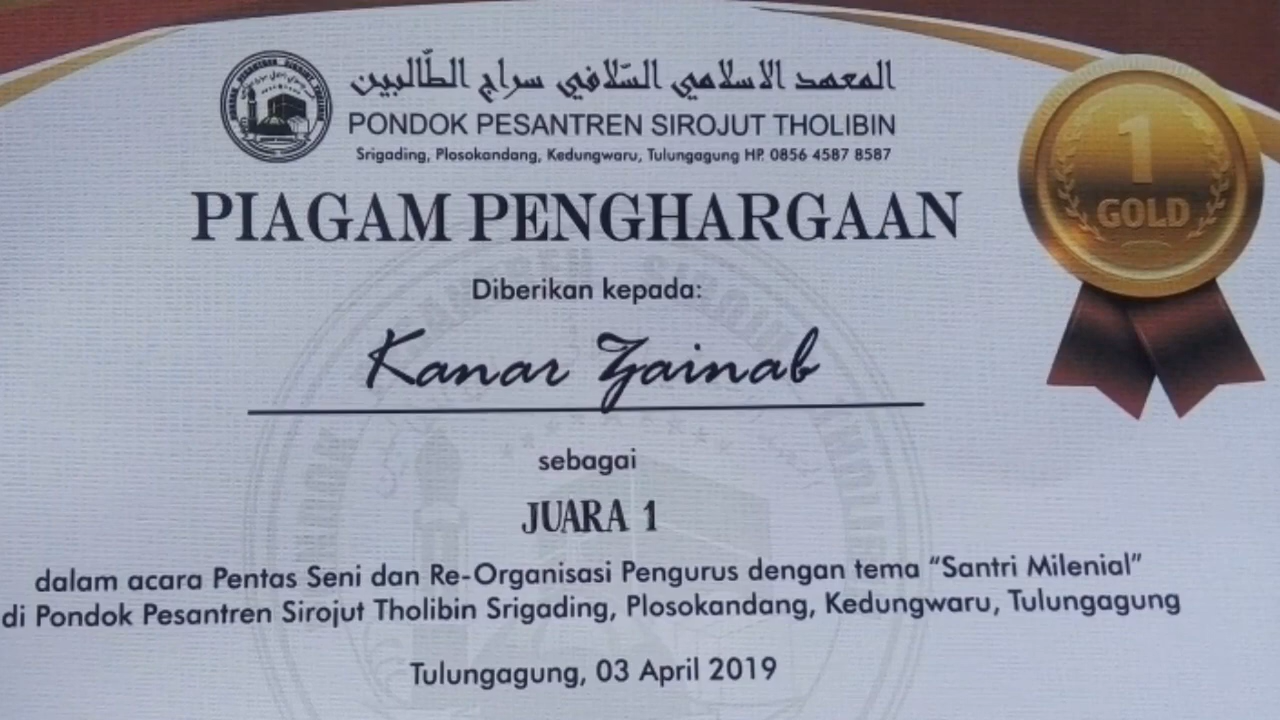 المعهد الاسلامي السّلافي سراج الطّالبين
PONDOK PESANTREN SIROJUT THOLIBIN
Srigading, Plosokandang, Kedungwaru, Tulungagung HP. 0856 4587 8587
1
GOLD
PIAGAM PENGHARGAAN
Diberikan kepada:
Kanar Zainab
sebagai
JUARA 1
dalam acara Pentas Seni dan Re-Organisasi Pengurus dengan tema “Santri Milenial”
di Pondok Pesantren Sirojut Tholibin Srigading, Plosokandang, Kedungwaru, Tulungagung
Tulungagung, 03 April 2019